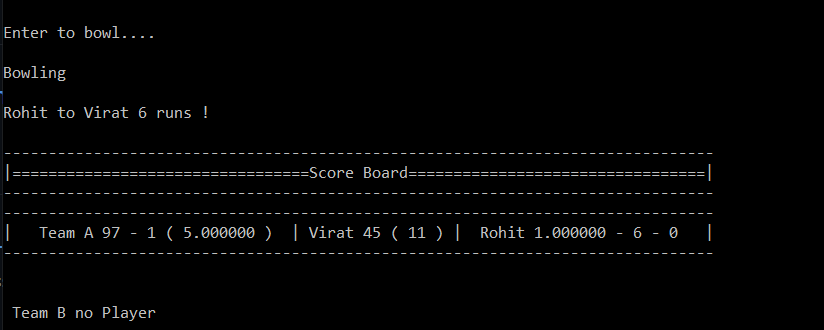 Enter to bowl....
Bowling
Rohit to Virat 6 runs !
-------------------------------------------------------------------------------
|=================================Score Board=================================|
-------------------------------------------------------------------------------
-------------------------------------------------------------------------------
|   Team A 97 - 1 ( 5.000000 )  | Virat 45 ( 11 ) |  Rohit 1.000000 - 6 - 0   |
-------------------------------------------------------------------------------
Team B no Player